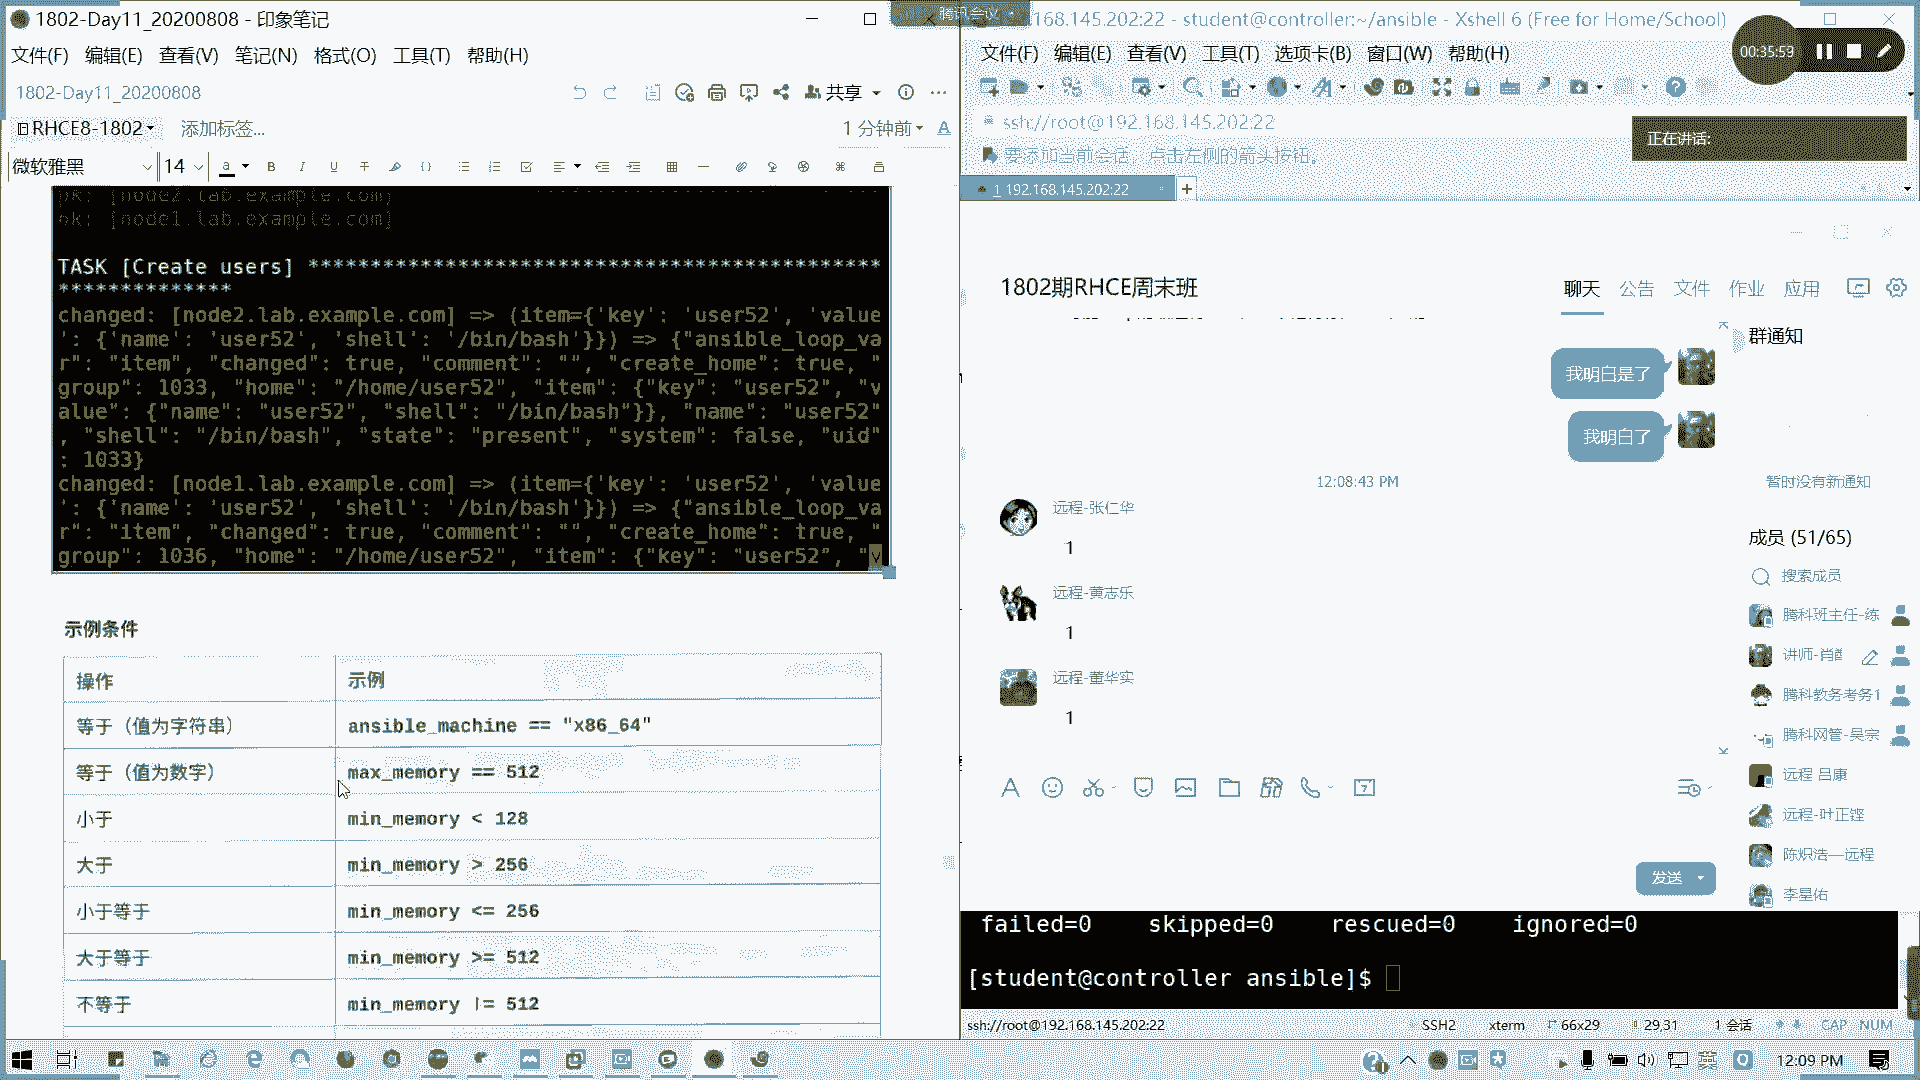 1802-Day11_20200808 - 印象笔记
文件(F) 编辑(E) 查看(V) 笔记(N) 格式(O) 工具(T) 帮助(H)
1802-Day11_20200808
共享
RHCE8-1802
添加标签...
1 分钟前
微软雅黑 14
ok: [node2.lab.example.com]
ok: [node1.lab.example.com]
TASK [Create users] **********************************************
**************
changed: [node2.lab.example.com] => (item={'key': 'user52', 'value
': {'name': 'user52', 'shell': '/bin/bash'}}) => {"ansible_loop_va
r": "item", "changed": true, "comment": "", "create_home": true, "
group": 1033, "home": "/home/user52", "item": {"key": "user52", "v
alue": {"name": "user52", "shell": "/bin/bash"}}, "name": "user52"
, "shell": "/bin/bash", "state": "present", "system": false, "uid"
: 1033}
changed: [node1.lab.example.com] => (item={'key': 'user52', 'value
': {'name': 'user52', 'shell': '/bin/bash'}}) => {"ansible_loop_va
r": "item", "changed": true, "comment": "", "create_home": true, "
group": 1036, "home": "/home/user52", "item": {"key": "user52", "v
示例条件
操作 示例
等于（值为字符串） ansible_machine == "x86_64"
等于（值为数字） max_memory == 512
小于 min_memory < 128
大于 min_memory > 256
小于等于 min_memory <= 256
大于等于 min_memory >= 512
不等于 min_memory != 512
腾讯会议
168.145.202:22 - student@controller:~/ansible - Xshell 6 (Free for Home/School)
文件(F) 编辑(E) 查看(V) 工具(T) 选项卡(B) 窗口(W) 帮助(H)
00:35:59
ssh://root@192.168.145.202:22
要添加当前会话，点击左侧的箭头按钮。
正在讲话:
1 192.168.145.202:22
1802期RHCE周末班
聊天 公告 文件 作业 应用
群通知
我明白是了
我明白了
暂时没有新通知
12:08:43 PM
远程-张仁华
1
远程-黄志乐
1
远程-董华实
1
成员 (51/65)
搜索成员
腾科班主任-练
讲师-肖
腾科教务考务1
腾科网管-吴宗
远程 吕康
远程-叶正铿
陈炽浩—远程
李星佑
发送
failed=0 skipped=0 rescued=0 ignored=0
[student@controller ansible]$
ssh://root@192.168.145.202:22 SSH2 xterm 66x29 29,31 1 会话 CAP NUM
英
12:09 PM